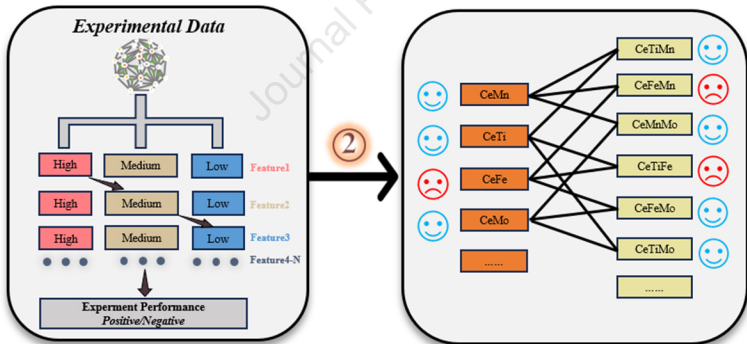 Experimental Data
High
Medium
Low
Feature1
High
Medium
Low
Feature2
High
Medium
Low
Feature3
Feature4-N
Experment Performance
Positive/Negative
②
CeMn
CeTi
CeFe
CeMo
......
CeTiMn
CeFeMn
CeMnMo
CeTiFe
CeFeMo
CeTiMo
......
Journal